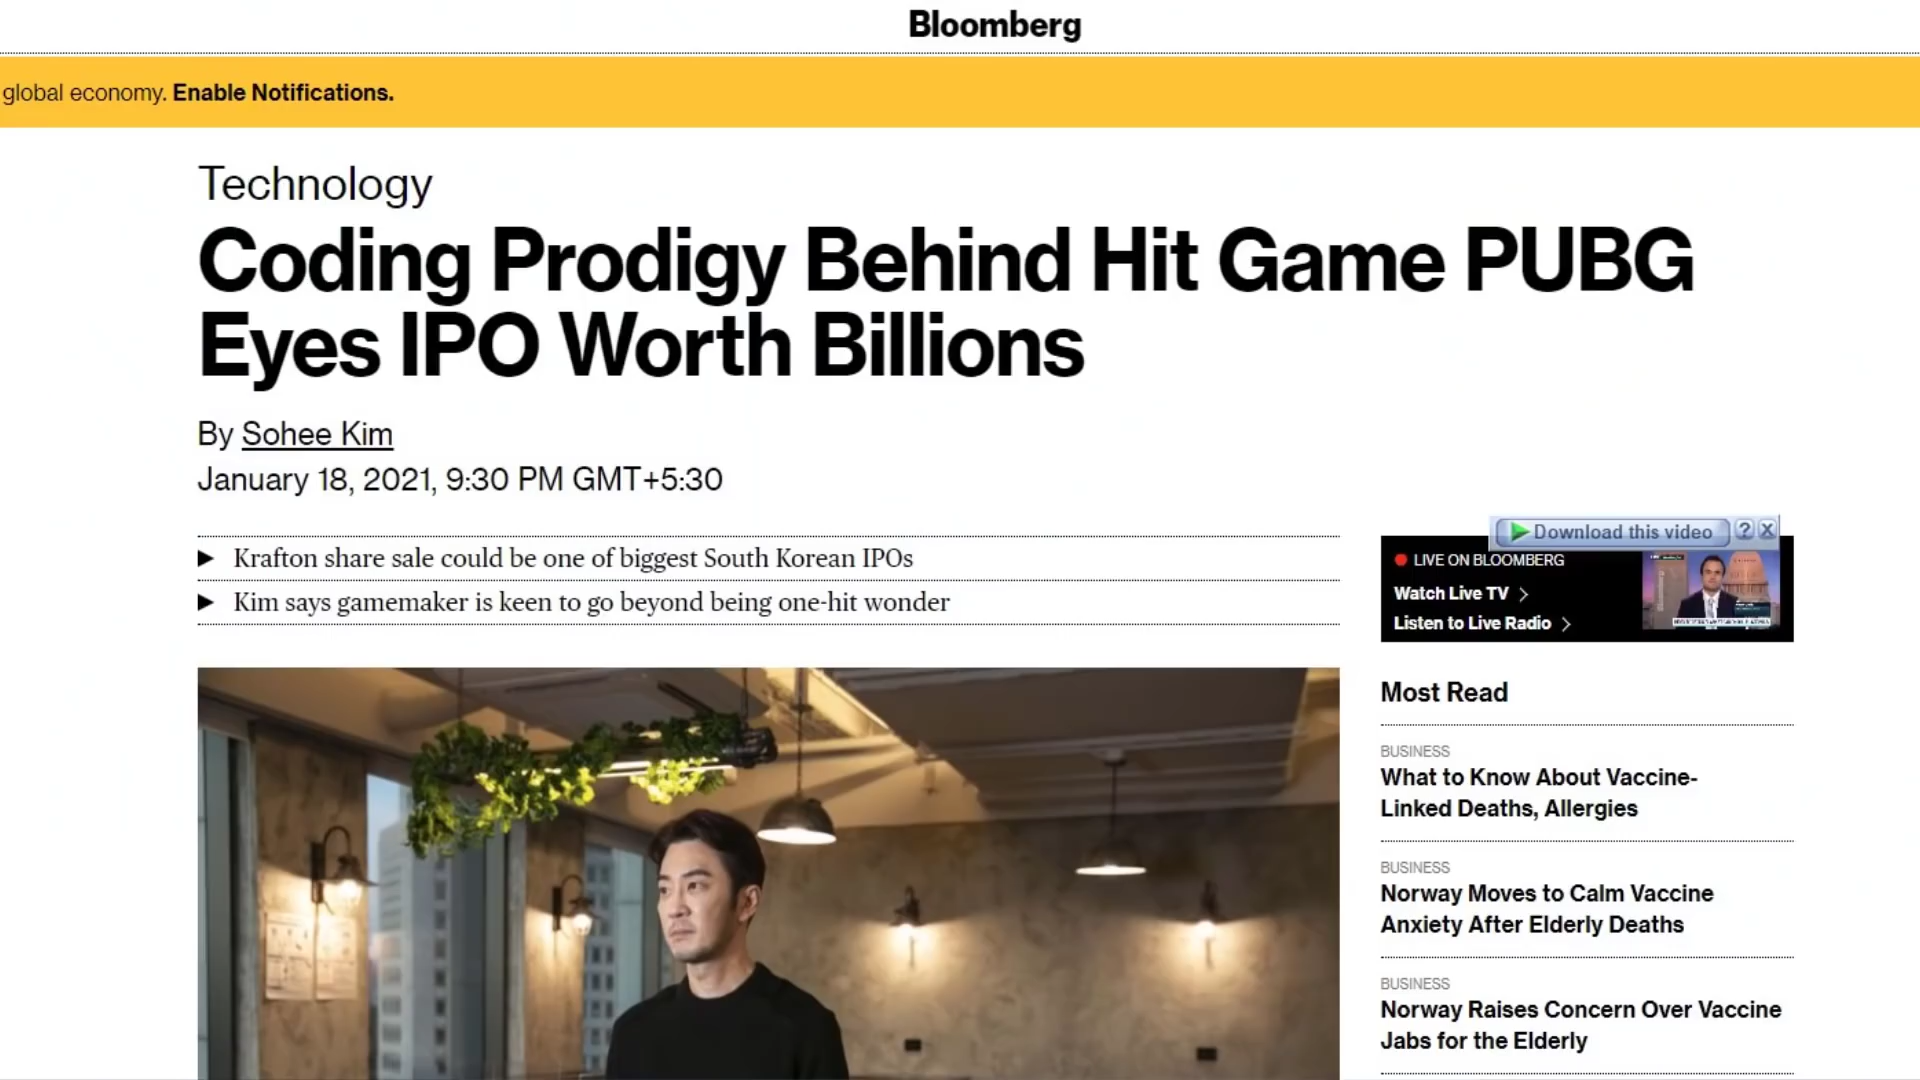 Bloomberg
global economy. Enable Notifications.
Technology
Coding Prodigy Behind Hit Game PUBG
Eyes IPO Worth Billions
By Sohee Kim
January 18, 2021, 9:30 PM GMT+5:30
▶ Krafton share sale could be one of biggest South Korean IPOs
▶ Kim says gamemaker is keen to go beyond being one-hit wonder
Download this video ? X
LIVE ON BLOOMBERG
Watch Live TV >
Listen to Live Radio >
Most Read
BUSINESS
What to Know About Vaccine-
Linked Deaths, Allergies
BUSINESS
Norway Moves to Calm Vaccine
Anxiety After Elderly Deaths
BUSINESS
Norway Raises Concern Over Vaccine
Jabs for the Elderly